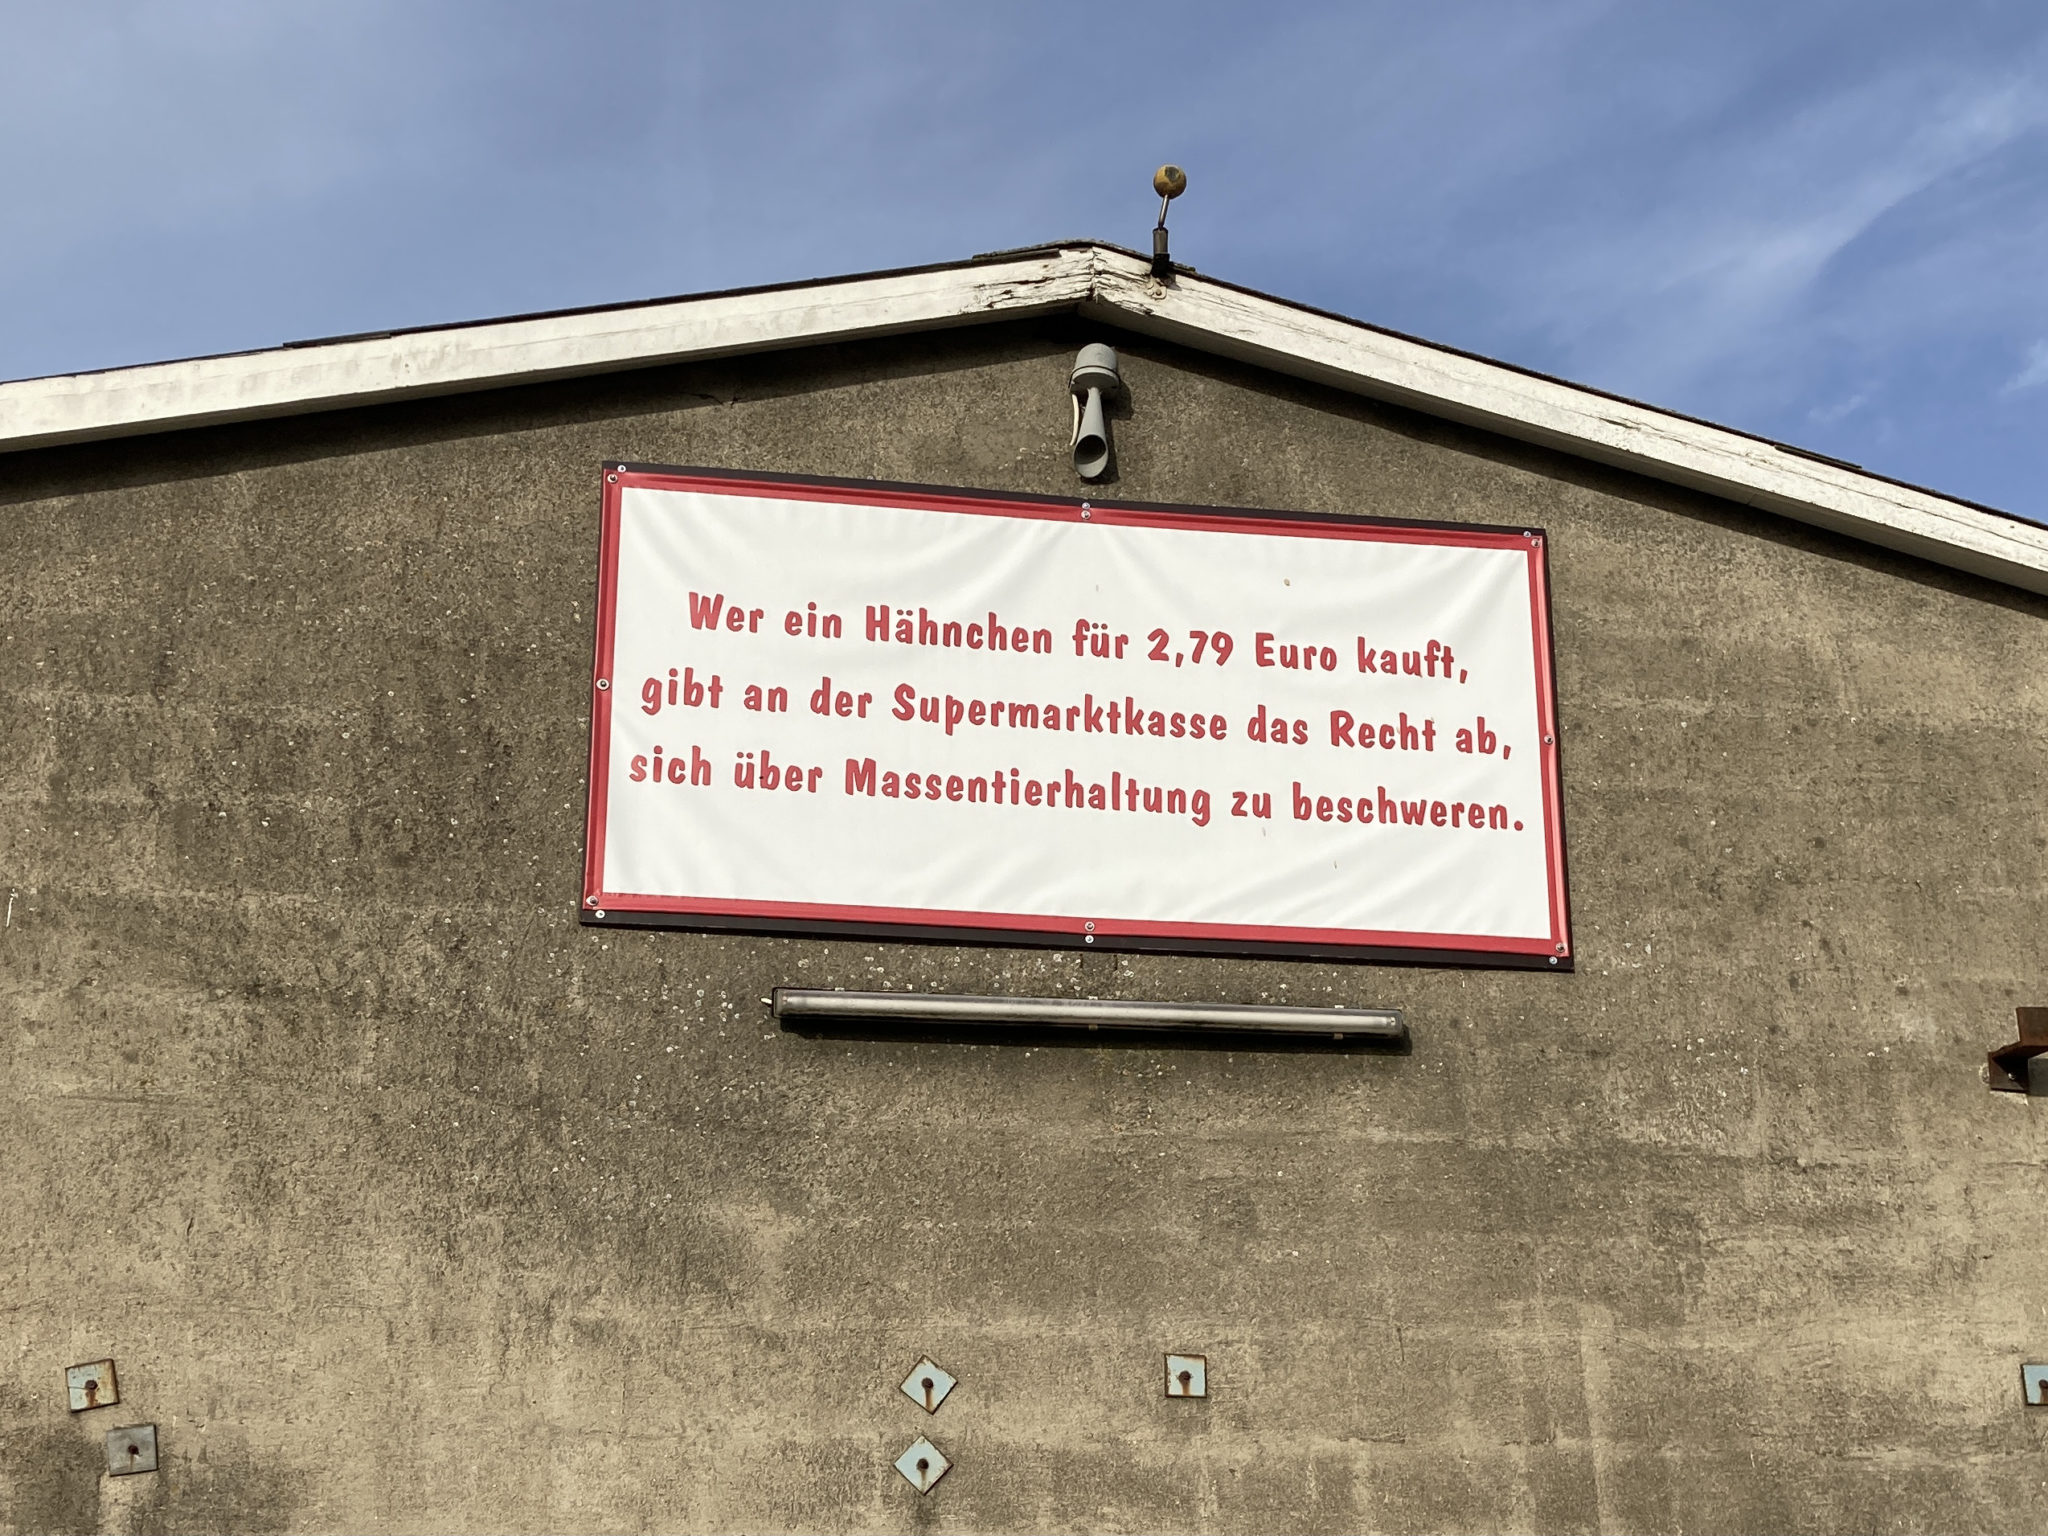 Wer ein Hähnchen für 2,79 Euro kauft,
gibt an der Supermarktkasse das Recht ab,
sich über Massentierhaltung zu beschweren.